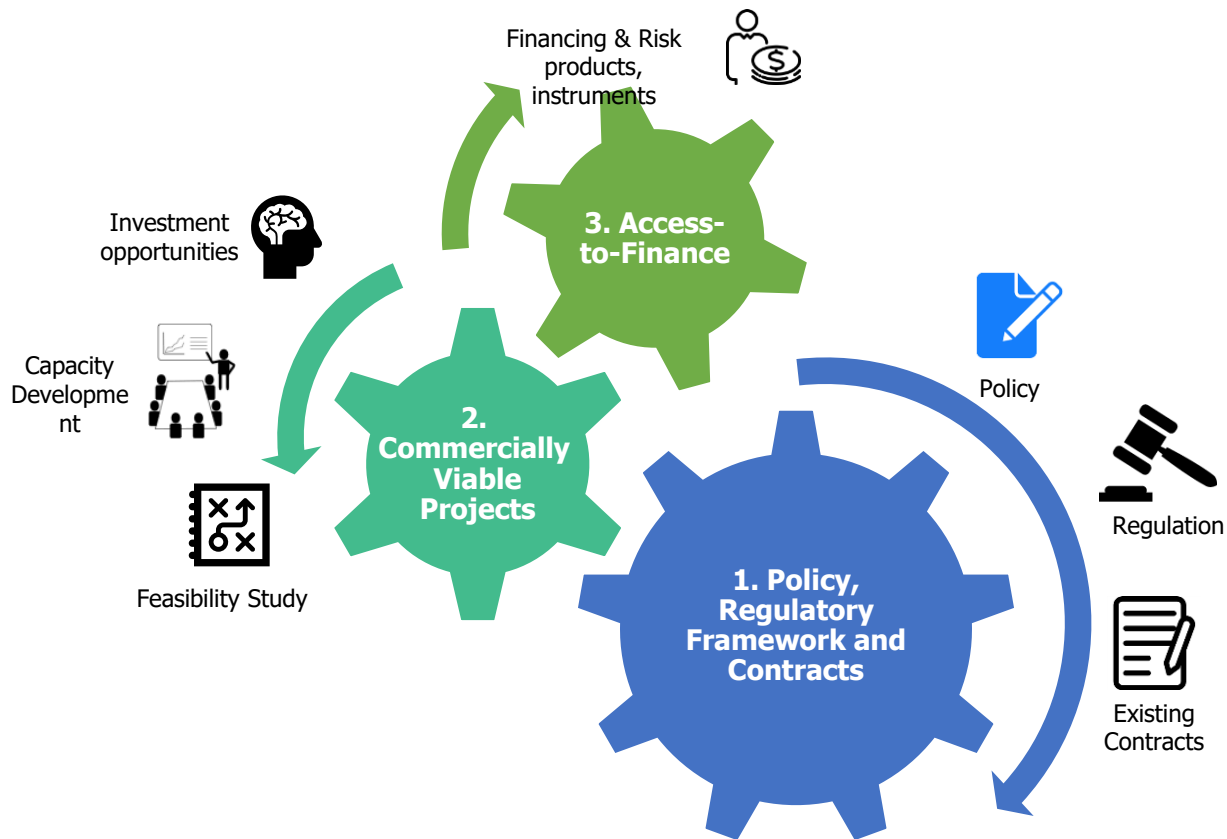 Financing & Risk
products,
instruments
3. Access-
to-Finance
Investment
opportunities
Capacity
Developme
nt
Feasibility Study
2.
Commercially
Viable
Projects
Policy
Regulation
Existing
Contracts
1. Policy,
Regulatory
Framework and
Contracts